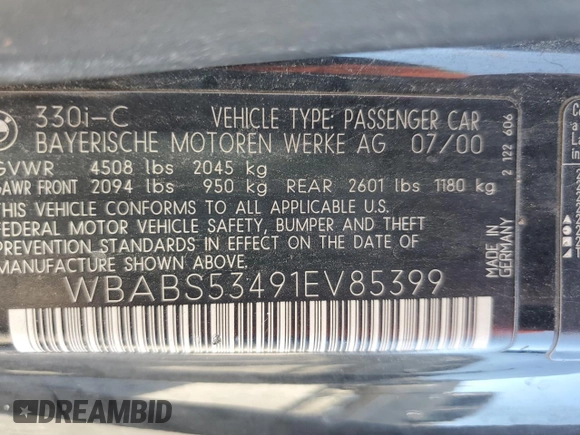 330i-C VEHICLE TYPE: PASSENGER CAR
BAYERISCHE MOTOREN WERKE AG 07/00
GVWR 4508 lbs 2045 kg
GAWR FRONT 2094 lbs 950 kg REAR 2601 lbs 1180 kg
THIS VEHICLE CONFORMS TO ALL APPLICABLE U.S.
FEDERAL MOTOR VEHICLE SAFETY, BUMPER AND THEFT
PREVENTION STANDARDS IN EFFECT ON THE DATE OF
MANUFACTURE SHOWN ABOVE.
WBABS53491EV85399
MADE IN
GERMANY
2 122 606
DREAMBID